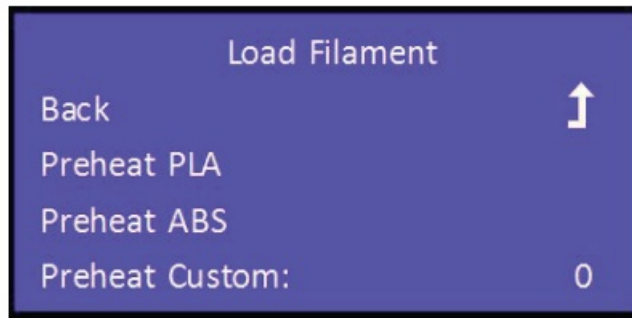 Load Filament
Back
Preheat PLA
Preheat ABS
Preheat Custom: 0